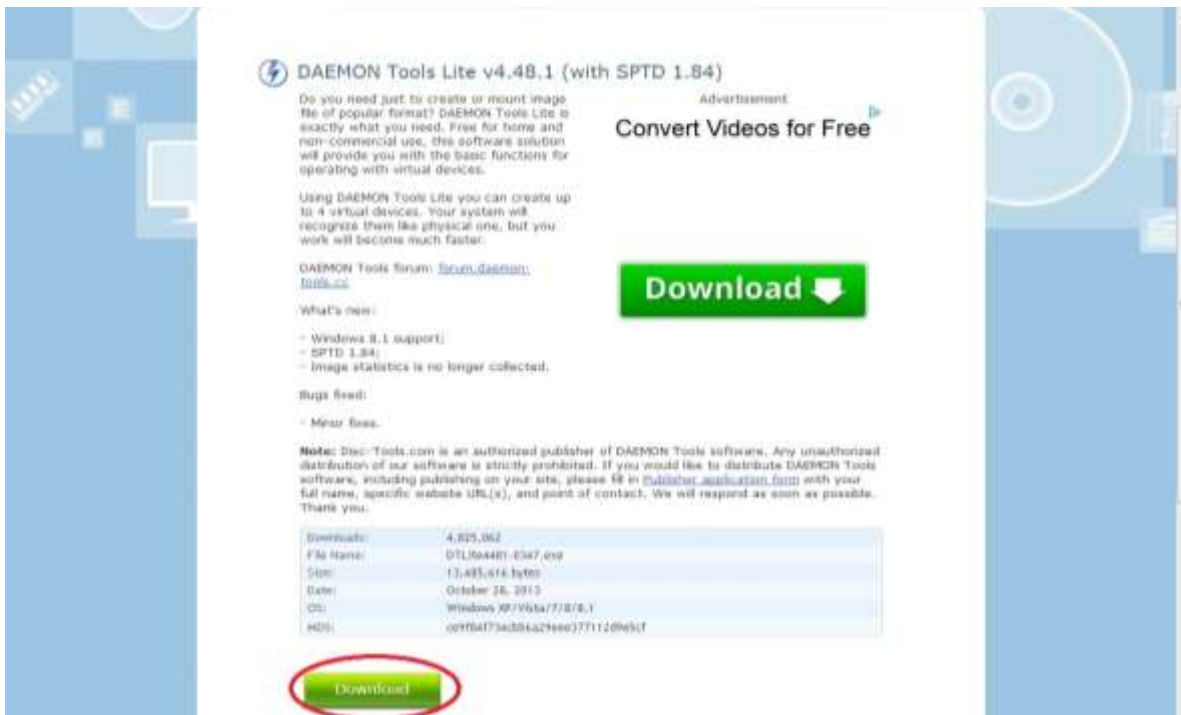 DAEMON Tools Lite v4.48.1 (with SPTD 1.84)
Do you need just to create or mount image
file of popular format? DAEMON Tools Lite is
exactly what you need. Free for home and
non-commercial use, this software solution
will provide you with the basic functions for
operating with virtual devices.
Using DAEMON Tools Lite you can create up
to 4 virtual devices. Your system will
recognize them like physical one, but you
work will become much faster.
DAEMON Tools forum: forum.daemon-
tools.cc
What's new:
- Windows 8.1 support;
- SPTD 1.84;
- Image statistics is no longer collected.
Bugs fixed:
- Minor fixes.
Advertisement
Convert Videos for Free
Download
Note: Disc-Tools.com is an authorized publisher of DAEMON Tools software. Any unauthorized
distribution of our software is strictly prohibited. If you would like to distribute DAEMON Tools
software, including publishing on your site, please fill in Publisher application form with your
full name, specific website URL(s), and point of contact. We will respond as soon as possible.
Thank you.
Downloads: 4,825,062
File Name: DTLite4481-0347.exe
Size: bytes
Date: October 28, 2013
OS: Windows XP/Vista/7/8/8.1
MD5:
Download